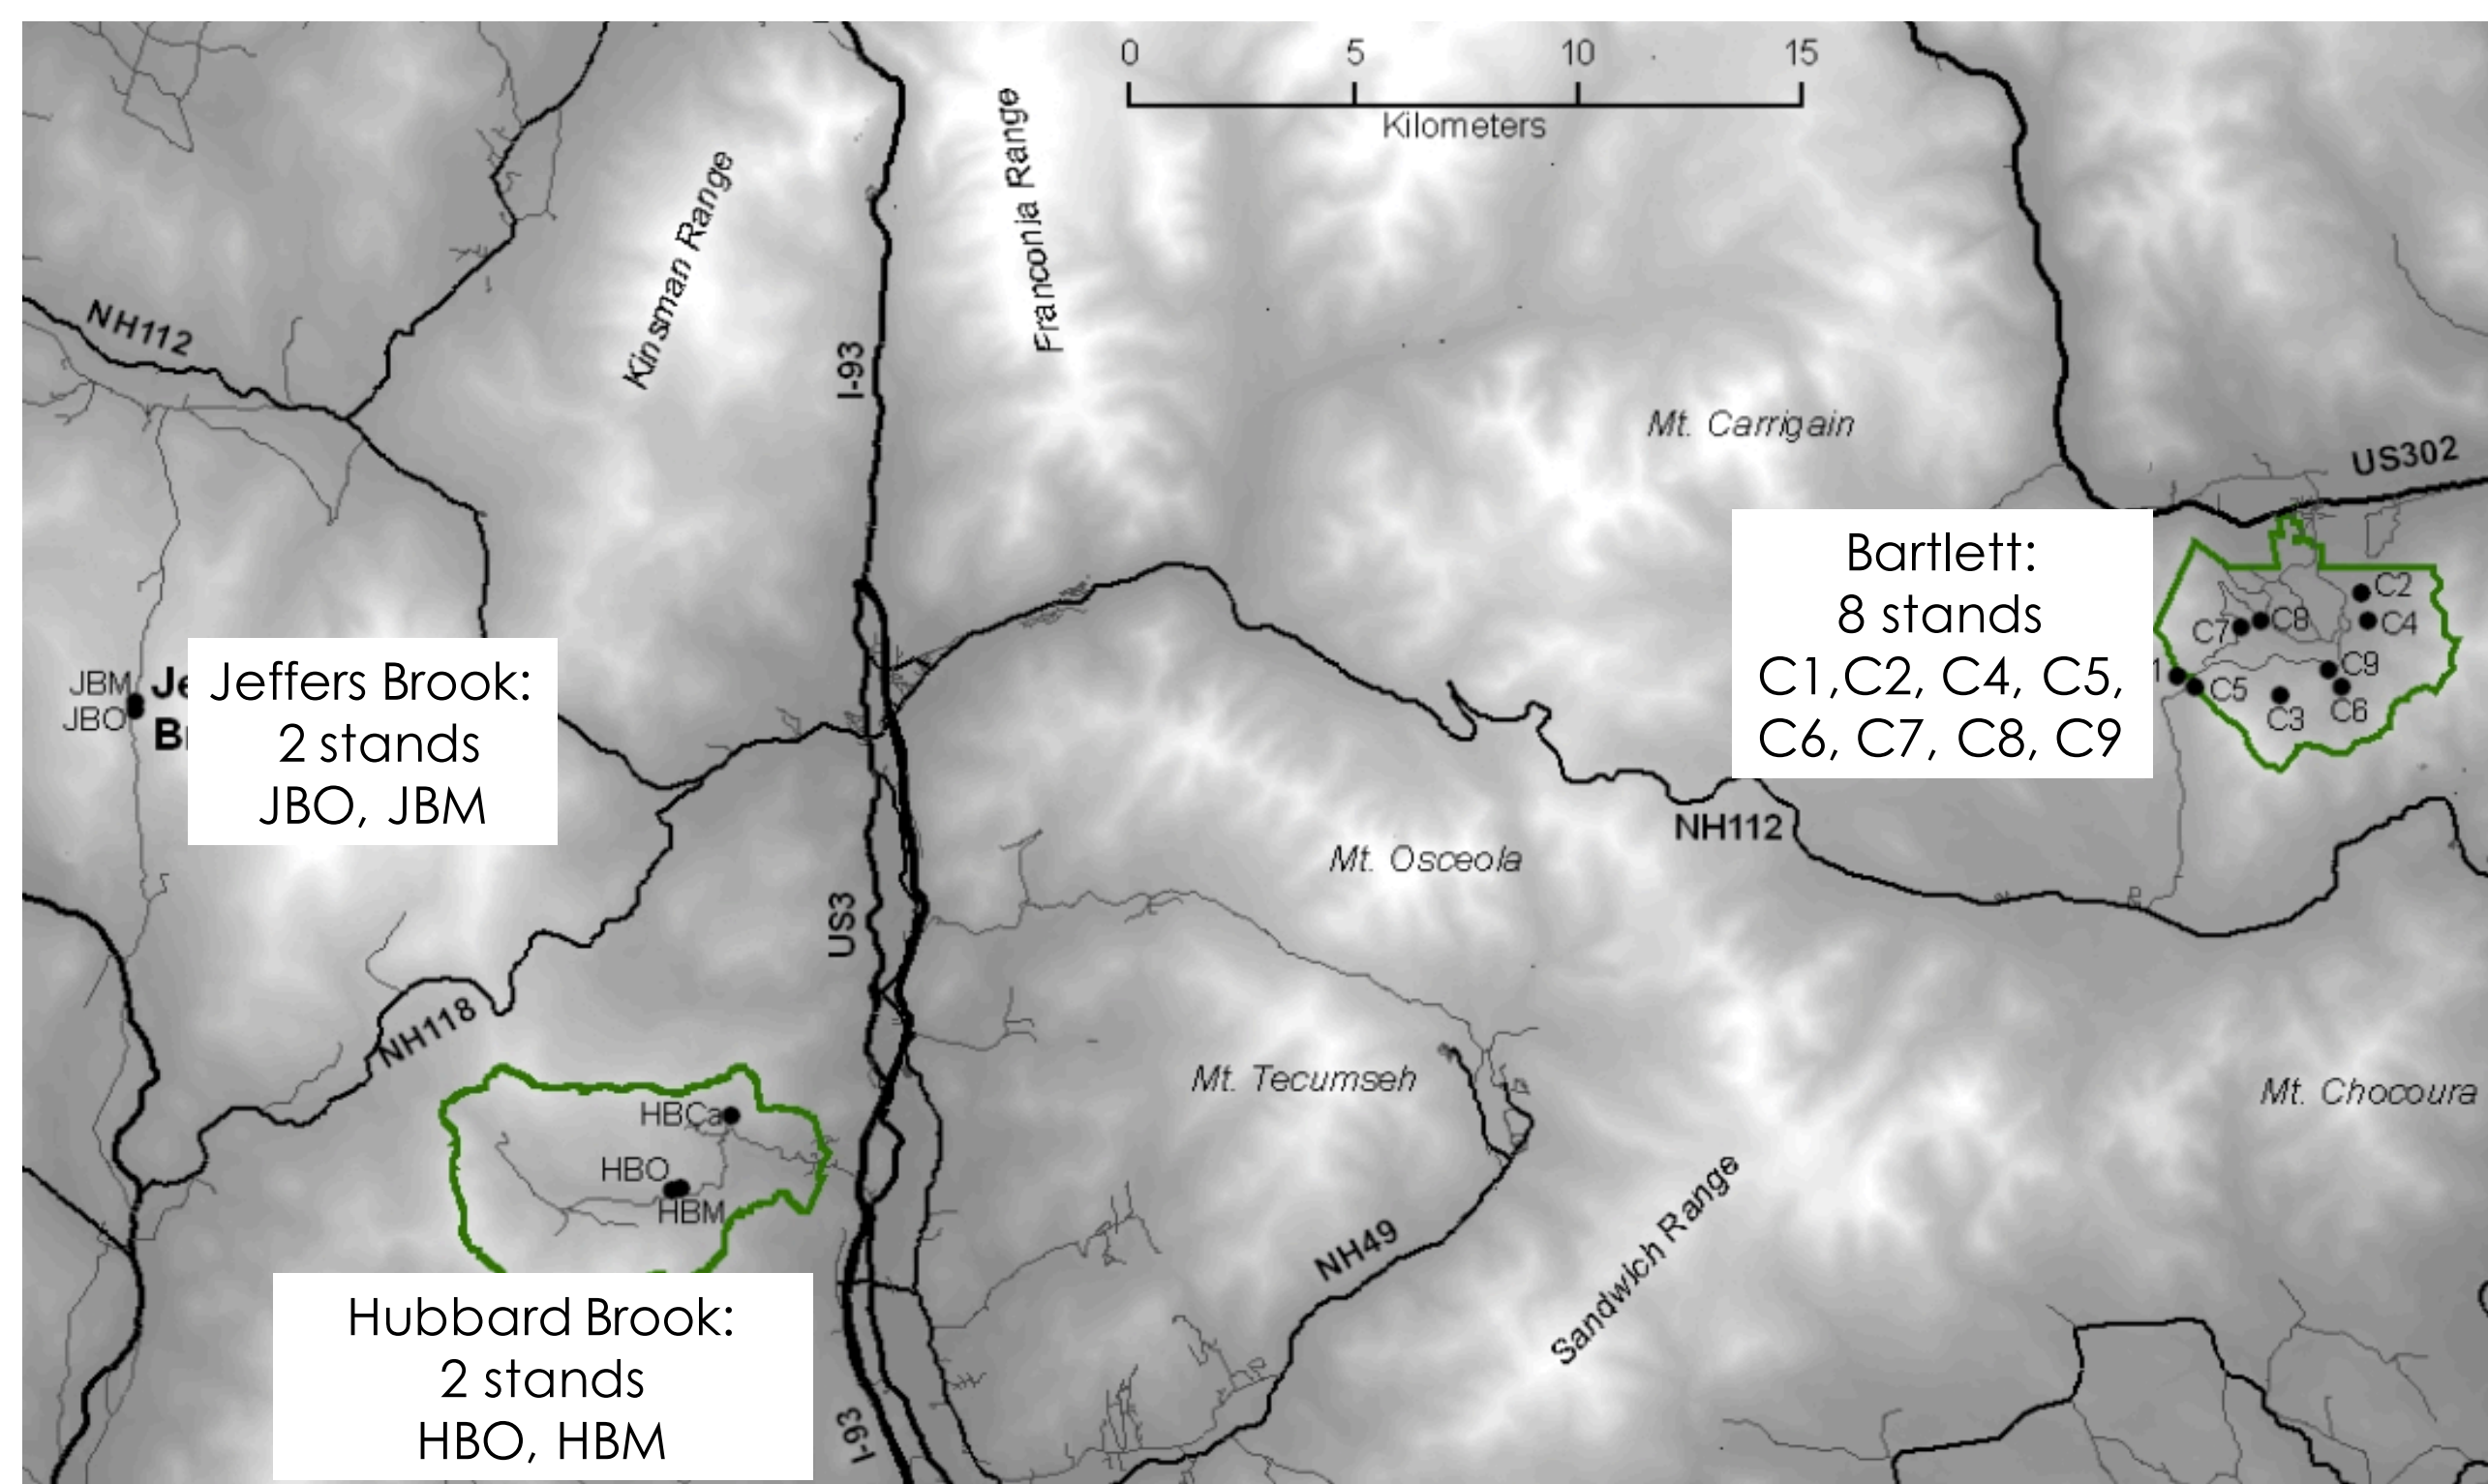 0 5 10 15
Kilometers
Kinsman Range
Franconia Range
NH112
I-93
Mt. Carrigain
US302
Bartlett:
8 stands
C1,C2, C4, C5,
C6, C7, C8, C9
C2
C8
C4
C7
C9
1
C5
C6
C3
JBM
JBO
Jeffers Brook:
2 stands
JBO, JBM
NH112
Mt. Osceola
US3
NH118
Mt. Tecumseh
Mt. Chocoura
HBCa
HBO
HBM
Sandwich Range
NH49
Hubbard Brook:
2 stands
HBO, HBM
I-93